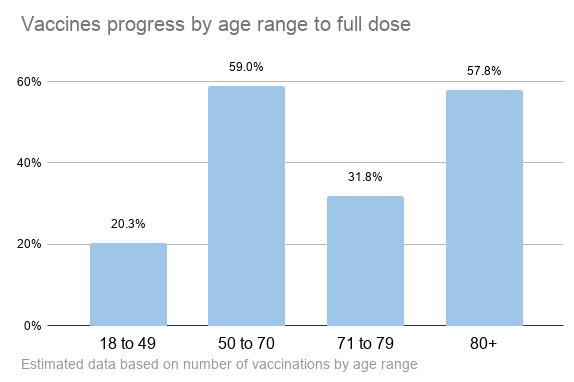 Vaccines progress by age range to full dose
59.0%
57.8%
60%
31.8%
40%
20.3%
20%
0%
18 to 49 50 to 70 71 to 79 80+
Estimated data based on number of vaccinations by age range